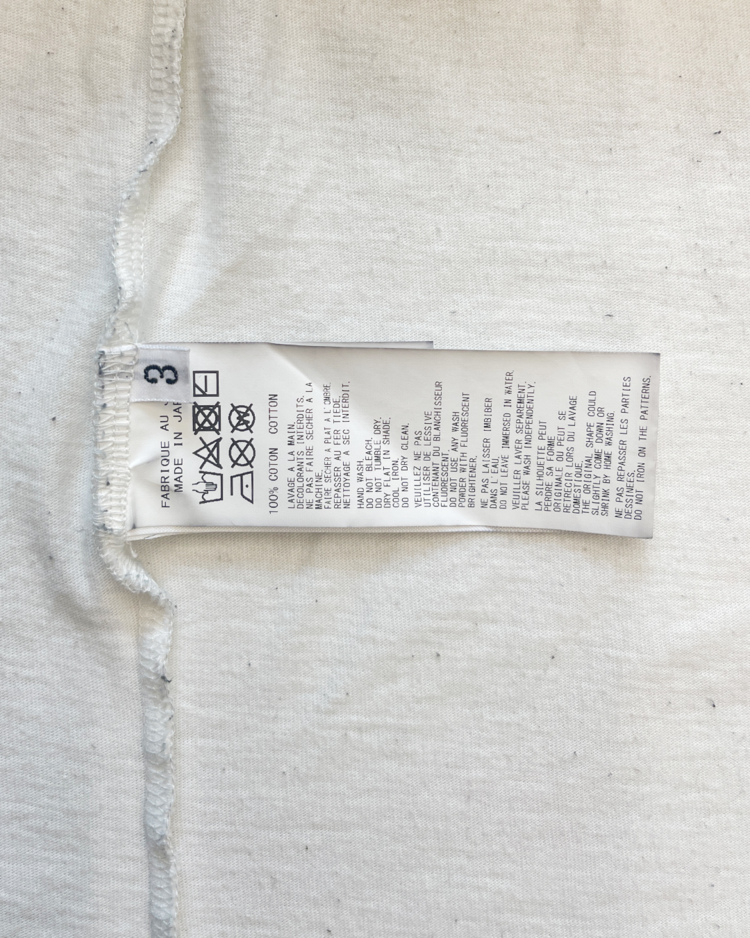 3
FABRIQUE AU
MADE IN
100% COTON COTTON
LAVAGE A LA MAIN.
DECOLORANTS INTERDITS.
NE PAS FAIRE SECHER A LA
MACHINE.
FAIRE SECHER A PLAT A L'OMBRE.
REPASSER AU FER TIEDE.
NETTOYAGE A SEC INTERDIT.
HAND WASH.
DO NOT BLEACH.
DO NOT TUMBLE DRY.
DRY FLAT IN SHADE.
COOL IRON.
DO NOT DRY CLEAN.
VEUILLEZ NE PAS
UTILISER DE LESSIVE
CONTENANT DU BLANCHISSEUR
FLUORESCENT.
DO NOT USE ANY WASH
POWDER WITH FLUORESCENT
BRIGHTENER.
NE PAS LAISSER IMBIBER
DANS L'EAU.
DO NOT LEAVE IMMERSED IN WATER.
VEUILLER LAVER SEPAREMENT.
PLEASE WASH INDEPENDENTLY.
LA SILHOUETTE PEUT
PERDRE SA FORME
ORIGINALE OU PEUT SE
RETRECIR LORS DU LAVAGE
DOMESTIQUE.
THE ORIGINAL SHAPE COULD
SLIGHTLY COME DOWN OR
SHRINK BY HOME WASHING.
NE PAS REPASSER LES PARTIES
DESSINEES.
DO NOT IRON ON THE PATTERNS.